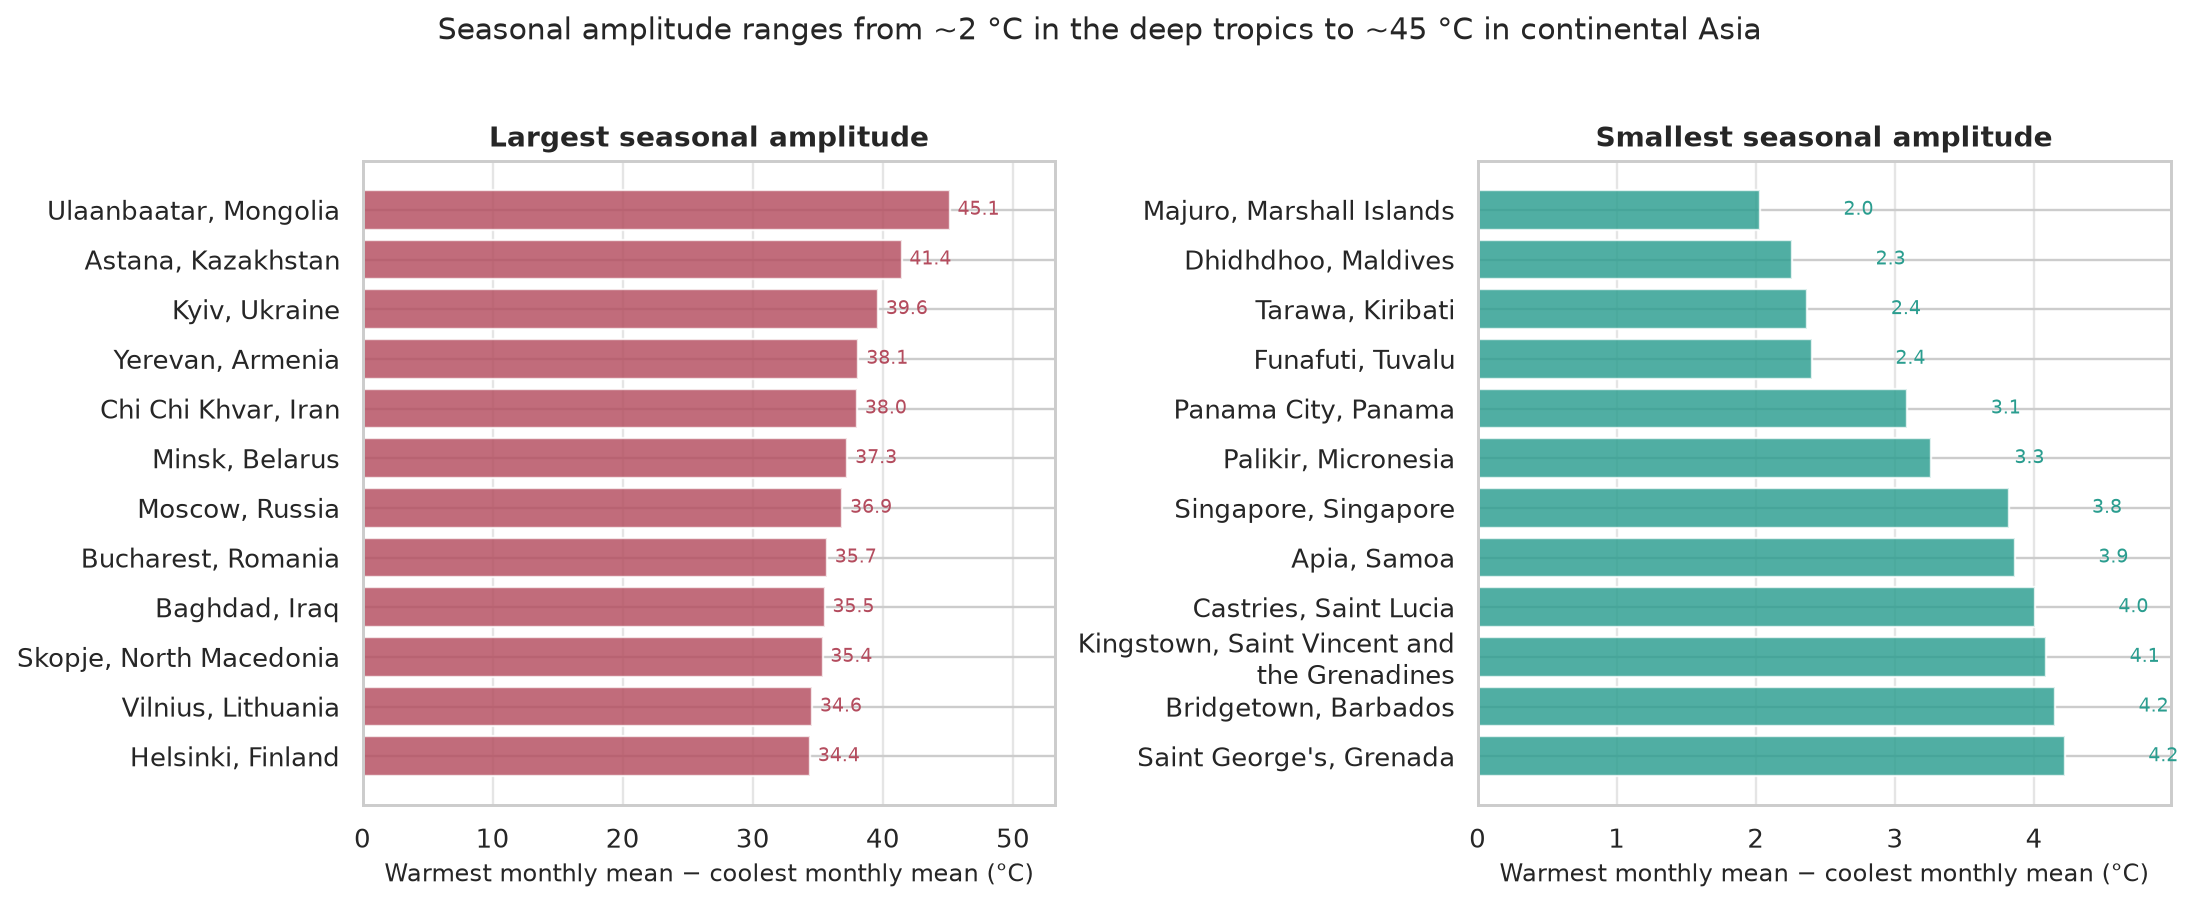 Seasonal amplitude ranges from ~2 °C in the deep tropics to ~45 °C in continental Asia
Largest seasonal amplitude
Ulaanbaatar, Mongolia 45.1
Astana, Kazakhstan 41.4
Kyiv, Ukraine 39.6
Yerevan, Armenia 38.1
Chi Chi Khvar, Iran 38.0
Minsk, Belarus 37.3
Moscow, Russia 36.9
Bucharest, Romania 35.7
Baghdad, Iraq 35.5
Skopje, North Macedonia 35.4
Vilnius, Lithuania 34.6
Helsinki, Finland 34.4
0 10 20 30 40 50
Warmest monthly mean − coolest monthly mean (°C)
Smallest seasonal amplitude
Majuro, Marshall Islands 2.0
Dhidhdhoo, Maldives 2.3
Tarawa, Kiribati 2.4
Funafuti, Tuvalu 2.4
Panama City, Panama 3.1
Palikir, Micronesia 3.3
Singapore, Singapore 3.8
Apia, Samoa 3.9
Castries, Saint Lucia 4.0
Kingstown, Saint Vincent and
the Grenadines 4.1
Bridgetown, Barbados 4.2
Saint George's, Grenada 4.2
0 1 2 3 4
Warmest monthly mean − coolest monthly mean (°C)